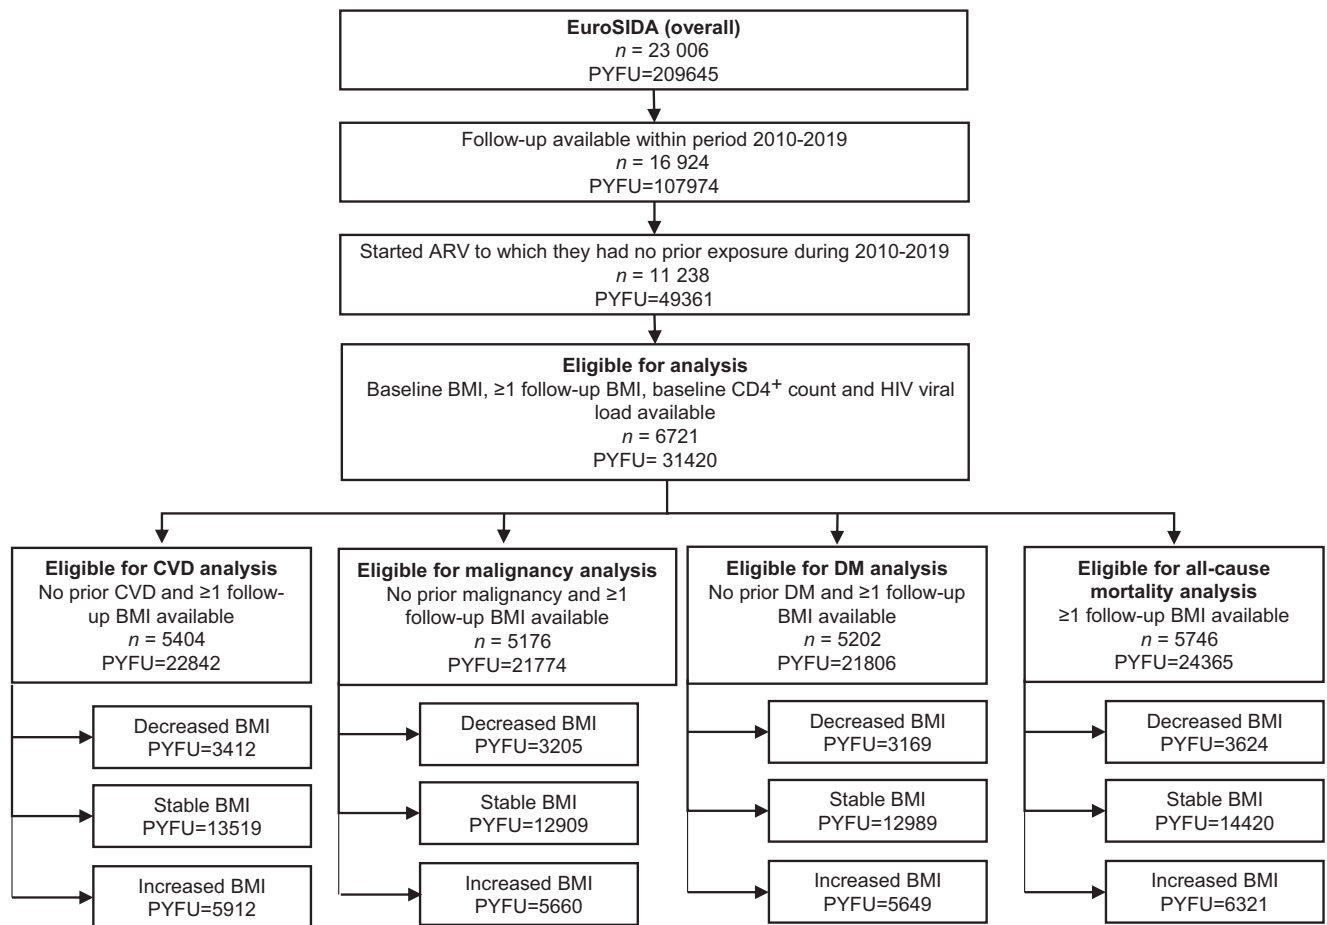 EuroSIDA (overall)
n = 23 006
PYFU=209645
Follow-up available within period 2010-2019
n = 16 924
PYFU=107974
Started ARV to which they had no prior exposure during 2010-2019
n = 11 238
PYFU=49361
Eligible for analysis
Baseline BMI, ≥1 follow-up BMI, baseline CD4+ count and HIV viral
load available
n = 6721
PYFU= 31420
Eligible for CVD analysis
No prior CVD and ≥1 follow-
up BMI available
n = 5404
PYFU=22842
Decreased BMI
PYFU=3412
Stable BMI
PYFU=13519
Increased BMI
PYFU=5912
Eligible for malignancy analysis
No prior malignancy and ≥1
follow-up BMI available
n = 5176
PYFU=21774
Decreased BMI
PYFU=3205
Stable BMI
PYFU=12909
Increased BMI
PYFU=5660
Eligible for DM analysis
No prior DM and ≥1 follow-up
BMI available
n = 5202
PYFU=21806
Decreased BMI
PYFU=3169
Stable BMI
PYFU=12989
Increased BMI
PYFU=5649
Eligible for all-cause
mortality analysis
≥1 follow-up BMI available
n = 5746
PYFU=24365
Decreased BMI
PYFU=3624
Stable BMI
PYFU=14420
Increased BMI
PYFU=6321